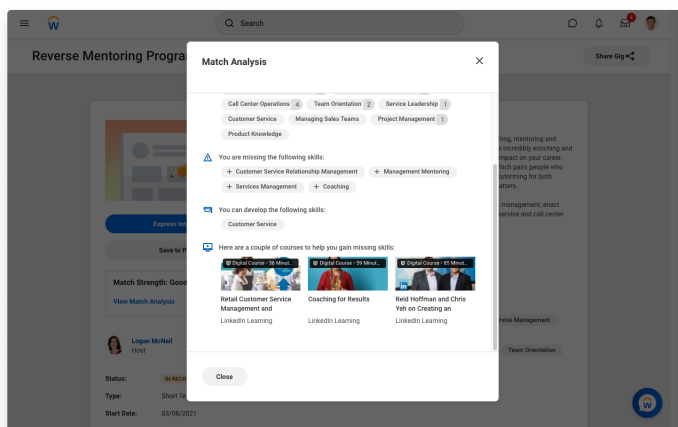 Search
2
Reverse Mentoring Progra
Share Gig
Match Analysis
Call Center Operations 4 Team Orientation 2 Service Leadership 1
Customer Service Managing Sales Teams Project Management 1
Product Knowledge
You are missing the following skills:
+ Customer Service Relationship Management + Management Mentoring
+ Services Management + Coaching
You can develop the following skills:
Customer Service
Here are a couple of courses to help you gain missing skills:
Digital Course • 36 Minut... Digital Course • 59 Minut... Digital Course • 85 Minut...
Retail Customer Service Coaching for Results Reid Hoffman and Chris
Management and Yeh on Creating an
LinkedIn Learning LinkedIn Learning LinkedIn Learning
Close
Express Int
Save to P
Match Strength: Good
View Match Analysis
Logan McNeil
Host
Status: IN RECR
Type: Short Te
Start Date: 03/08/2021
hing, mentoring and
e incredibly enriching and
mpact on your career.
hich pairs people who
nsforming for both
atters.
management, enact
service and call center
rvice Management
Team Orientation